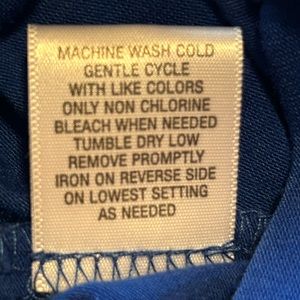 MACHINE WASH COLD
GENTLE CYCLE
WITH LIKE COLORS
ONLY NON CHLORINE
BLEACH WHEN NEEDED
TUMBLE DRY LOW
REMOVE PROMPTLY
IRON ON REVERSE SIDE
ON LOWEST SETTING
AS NEEDED